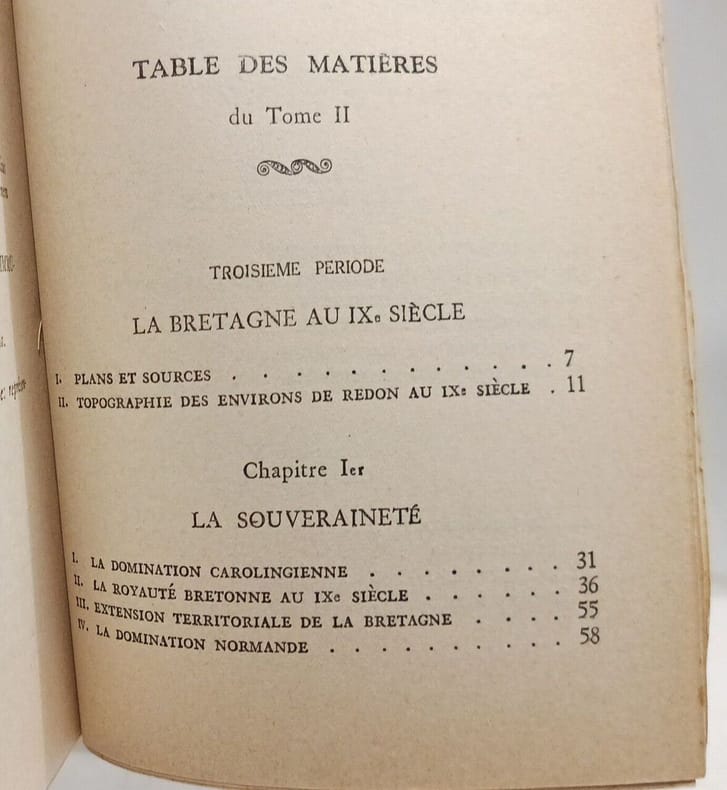 TABLE DES MATIÈRES
du Tome II
TROISIEME PERIODE
LA BRETAGNE AU IXe SIÈCLE
I. PLANS ET SOURCES . . . . . . . . . . . 7
II. TOPOGRAPHIE DES ENVIRONS DE REDON AU IXe SIÈCLE . 11
Chapitre Ier
LA SOUVERAINETÉ
I. LA DOMINATION CAROLINGIENNE . . . . . . . . 31
II. LA ROYAUTÉ BRETONNE AU IXe SIÈCLE . . . . . . 36
III. EXTENSION TERRITORIALE DE LA BRETAGNE . . . . 55
IV. LA DOMINATION NORMANDE . . . . . . . . . . 58